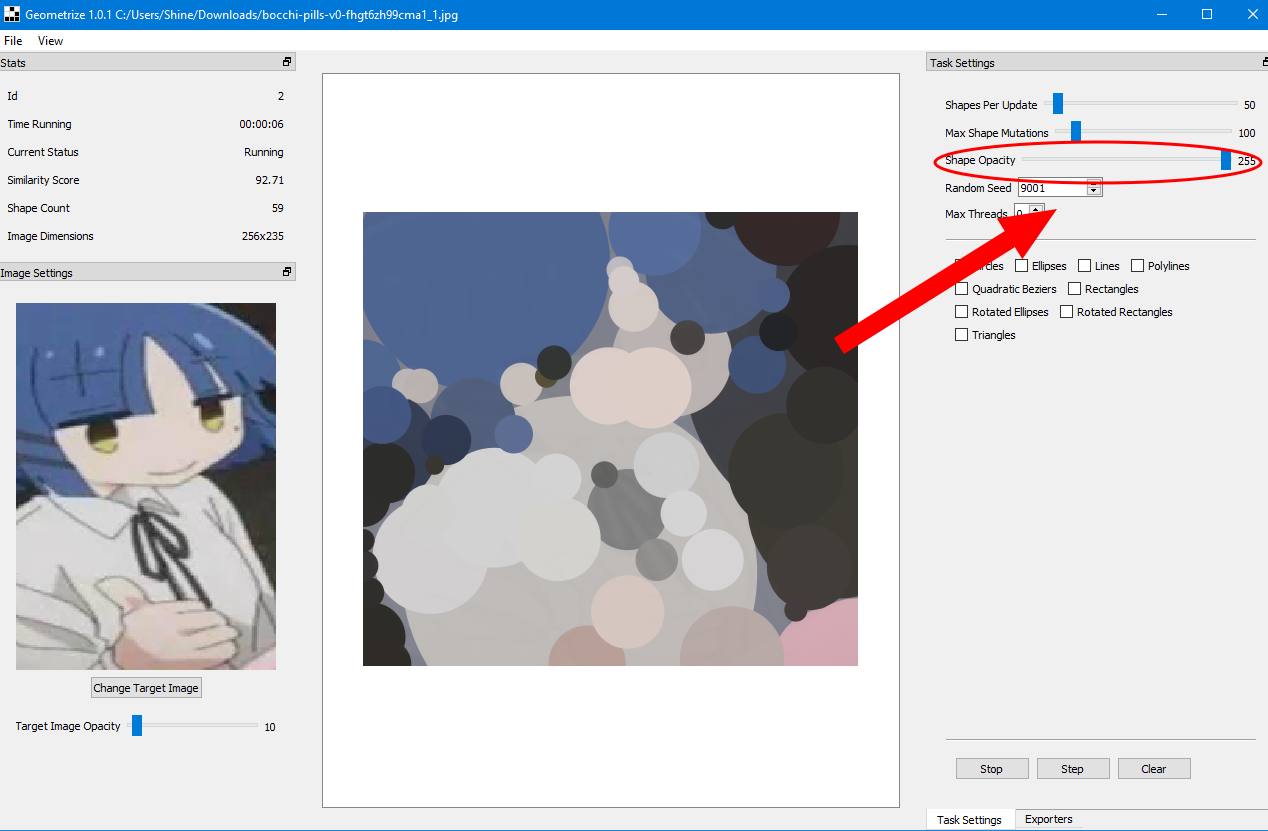 Geometrize 1.0.1 C:/Users/Shine/Downloads/bocchi-pills-v0-fhgt6zh99cma1_1.jpg
File View
Stats
Id 2
Time Running 00:00:06
Current Status Running
Similarity Score 92.71
Shape Count 59
Image Dimensions 256x235
Image Settings
Change Target Image
Target Image Opacity 10
Task Settings
Shapes Per Update 50
Max Shape Mutations 100
Shape Opacity 255
Random Seed 9001
Max Threads 0
Ellipses Lines Polylines
Quadratic Beziers Rectangles
Rotated Ellipses Rotated Rectangles
Triangles
Stop Step Clear
Task Settings Exporters